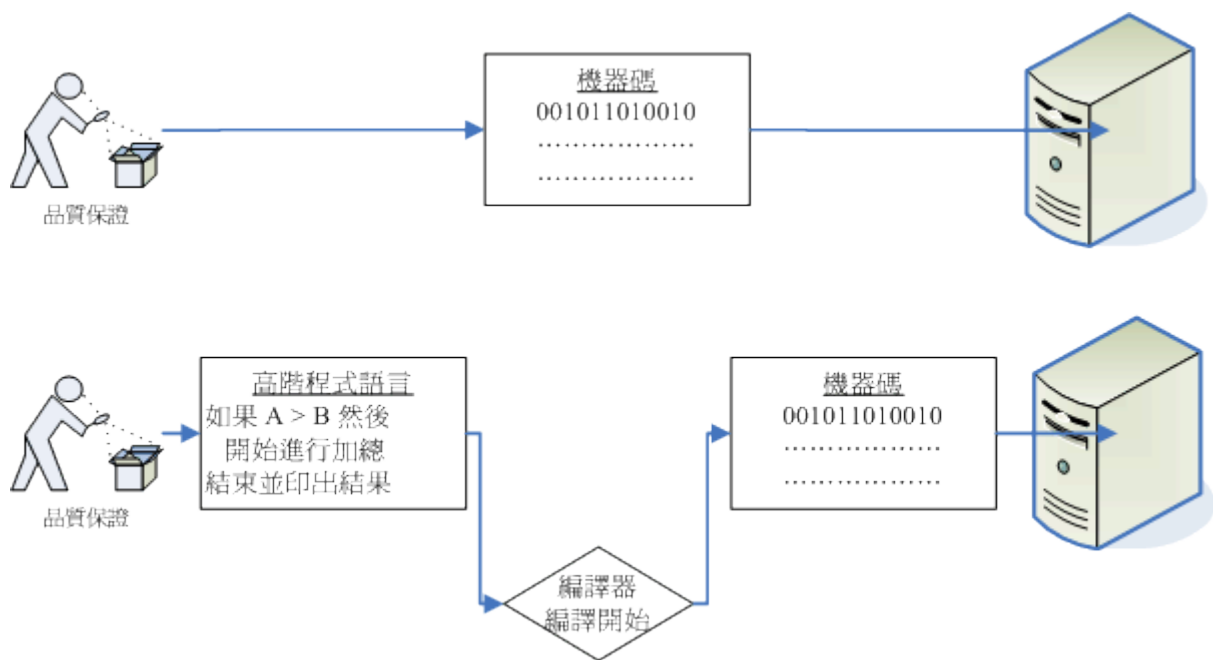 機器碼
001011010010
………………
………………
品質保證
高階程式語言
如果 A > B 然後
開始進行加總
結束並印出結果
機器碼
001011010010
………………
………………
品質保證
編譯器
編譯開始